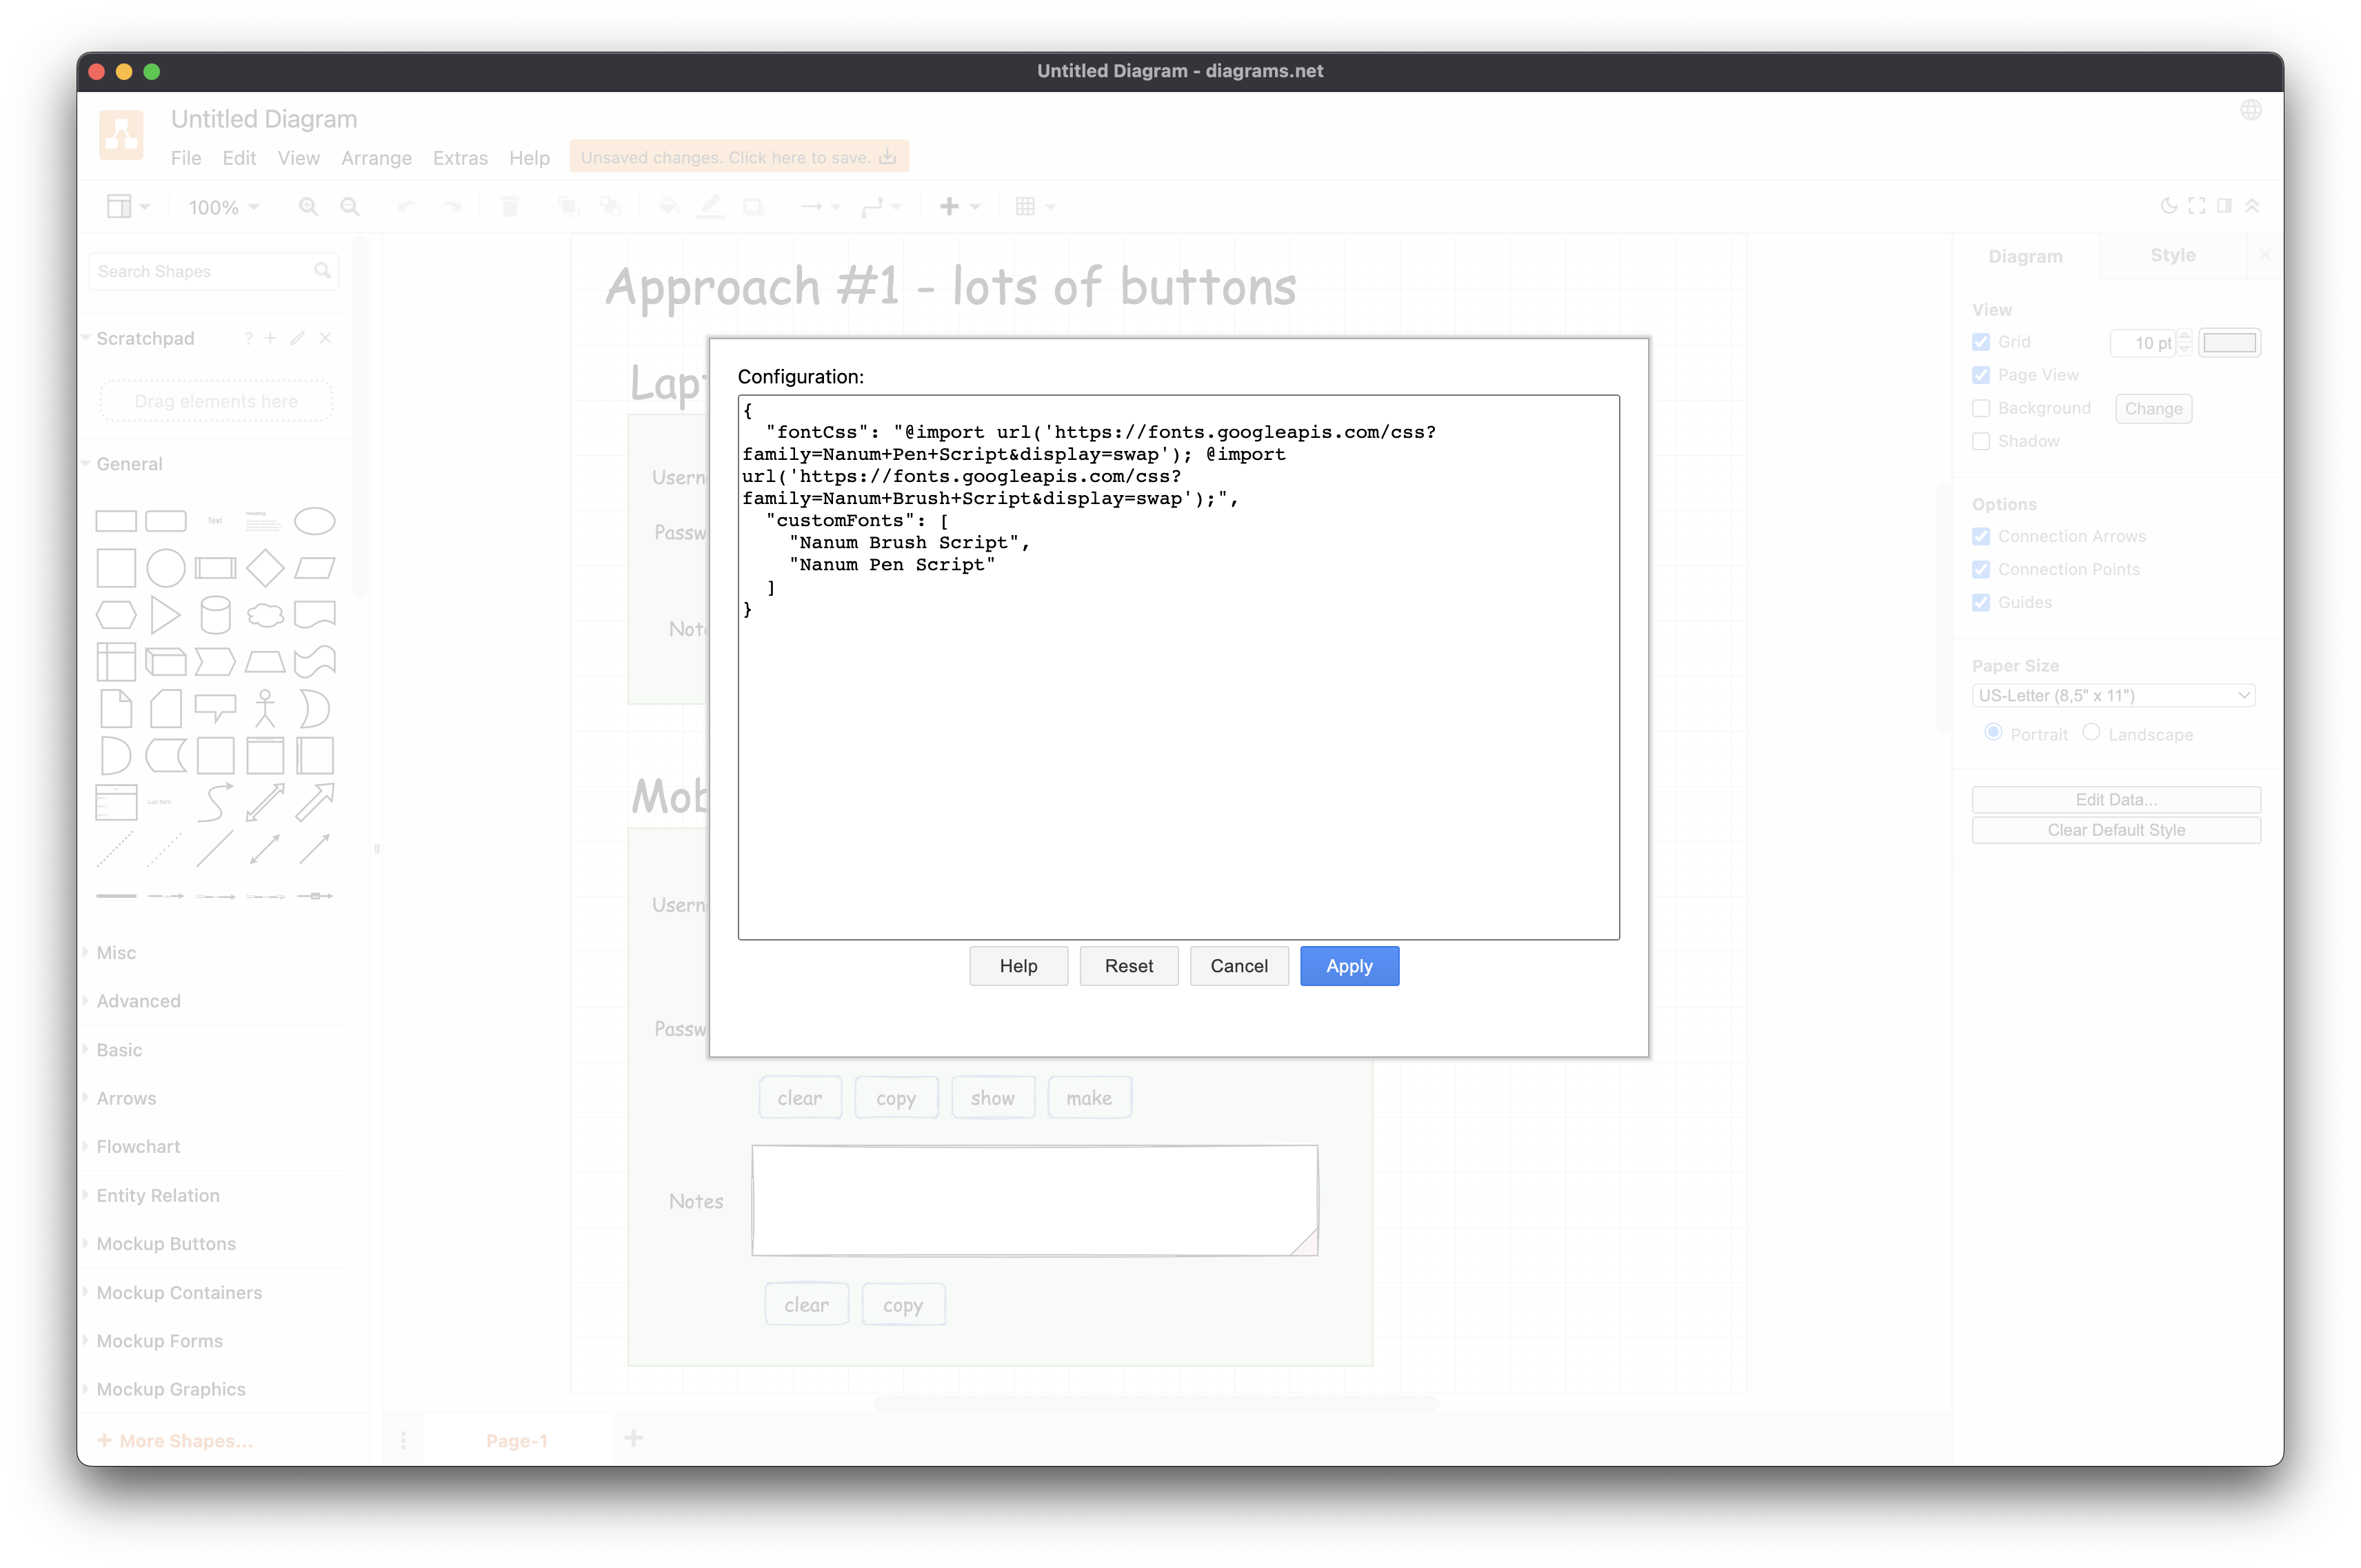 Untitled Diagram - diagrams.net
Untitled Diagram
File Edit View Arrange Extras Help Unsaved changes. Click here to save.
100%
Search Shapes
Scratchpad ? +
Drag elements here
General
Text Heading
List Item
Misc
Advanced
Basic
Arrows
Flowchart
Entity Relation
Mockup Buttons
Mockup Containers
Mockup Forms
Mockup Graphics
+ More Shapes...
Approach #1 - lots of buttons
Lap
Usern
Passw
Not
Mob
Usern
Passw
clear copy show make
Notes
clear copy
Page-1
Configuration:
{
"fontCss": "@import url('https://fonts.googleapis.com/css?
family=Nanum+Pen+Script&display=swap'); @import
url('https://fonts.googleapis.com/css?
family=Nanum+Brush+Script&display=swap');",
"customFonts": [
"Nanum Brush Script",
"Nanum Pen Script"
]
}
Help Reset Cancel Apply
Diagram Style
View
Grid 10 pt
Page View
Background Change
Shadow
Options
Connection Arrows
Connection Points
Guides
Paper Size
US-Letter (8,5" x 11")
Portrait Landscape
Edit Data...
Clear Default Style